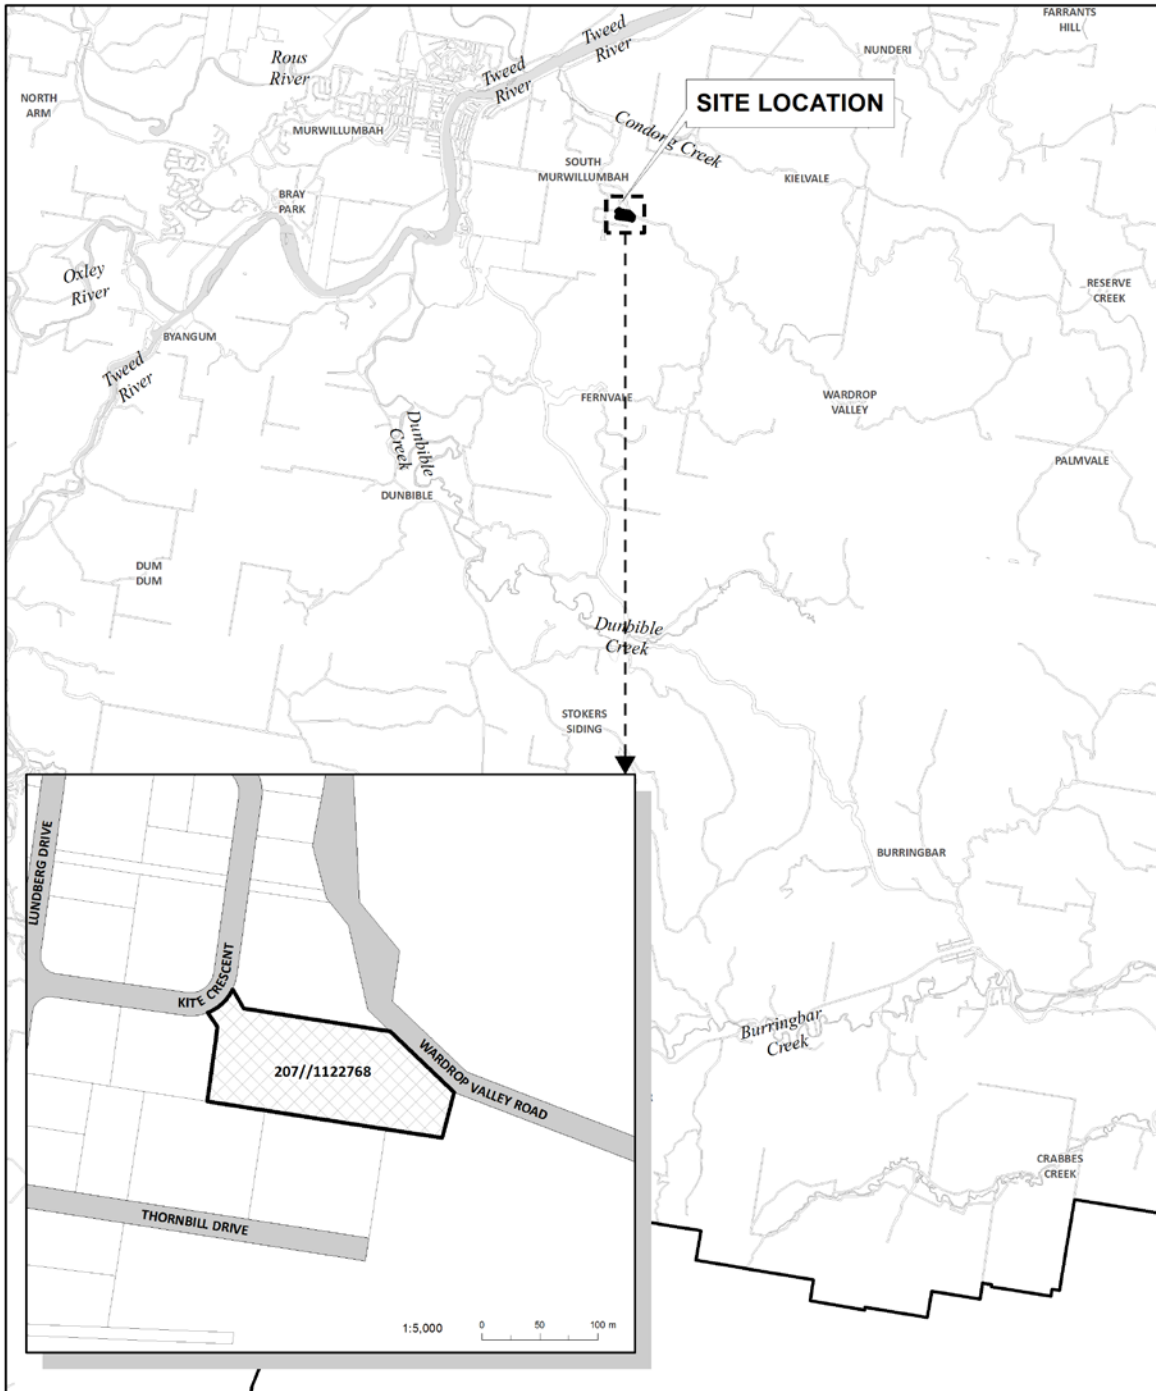 FARRANTS
HILL
Tweed
River
NUNDERI
Rous
River
Tweed
River
NORTH
ARM
SITE LOCATION
MURWILLUMBAH
Condong Creek
SOUTH
MURWILLUMBAH
KIELVALE
BRAY
PARK
Oxley
River
RESERVE
CREEK
BYANGUM
Tweed
River
FERNVALE
WARDROP
VALLEY
Dunbible
Creek
PALMVALE
DUNBIBLE
DUM
DUM
Dunbible
Creek
STOKERS
SIDING
BURRINGBAR
LUNDBERG DRIVE
KITE CRESCENT
Burringbar
Creek
WARDROP VALLEY ROAD
207//1122768
CRABBES
CREEK
THORNBILL DRIVE
1:5,000
0 50 100 m